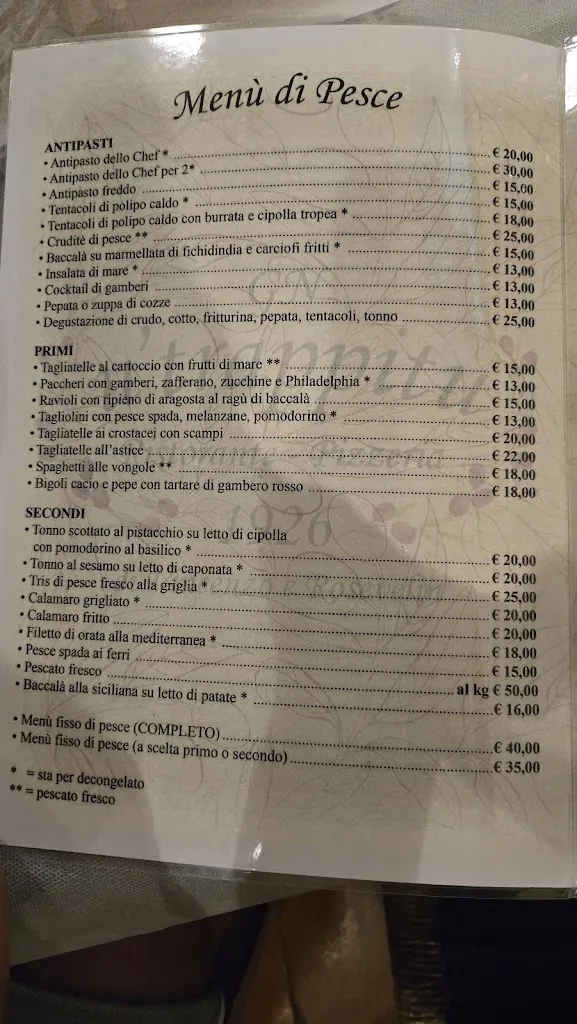 Menù di Pesce
ANTIPASTI
• Antipasto dello Chef * € 20,00
• Antipasto dello Chef per 2* € 30,00
• Antipasto freddo € 15,00
• Tentacoli di polipo caldo * € 15,00
• Tentacoli di polipo caldo con burrata e cipolla tropea * € 18,00
• Crudité di pesce ** € 25,00
• Baccalà su marmellata di fichidindia e carciofi fritti * € 15,00
• Insalata di mare * € 13,00
• Cocktail di gamberi € 13,00
• Pepata o zuppa di cozze € 13,00
• Degustazione di crudo, cotto, fritturina, pepata, tentacoli, tonno € 25,00
PRIMI
• Tagliatelle al cartoccio con frutti di mare ** € 15,00
• Paccheri con gamberi, zafferano, zucchine e Philadelphia * € 13,00
• Ravioli con ripieno di aragosta al ragù di baccalà € 15,00
• Tagliolini con pesce spada, melanzane, pomodorino * € 13,00
• Tagliatelle ai crostacei con scampi € 20,00
• Tagliatelle all'astice € 22,00
• Spaghetti alle vongole ** € 18,00
• Bigoli cacio e pepe con tartare di gambero rosso € 18,00
SECONDI
• Tonno scottato al pistacchio su letto di cipolla
con pomodorino al basilico * € 20,00
• Tonno al sesamo su letto di caponata * € 20,00
• Tris di pesce fresco alla griglia * € 25,00
• Calamaro grigliato * € 20,00
• Calamaro fritto € 20,00
• Filetto di orata alla mediterranea * € 18,00
• Pesce spada ai ferri € 15,00
• Pescato fresco al kg € 50,00
• Baccalà alla siciliana su letto di patate * € 16,00
• Menù fisso di pesce (COMPLETO) € 40,00
• Menù fisso di pesce (a scelta primo o secondo) € 35,00
* = sta per decongelato
** = pescato fresco
1926